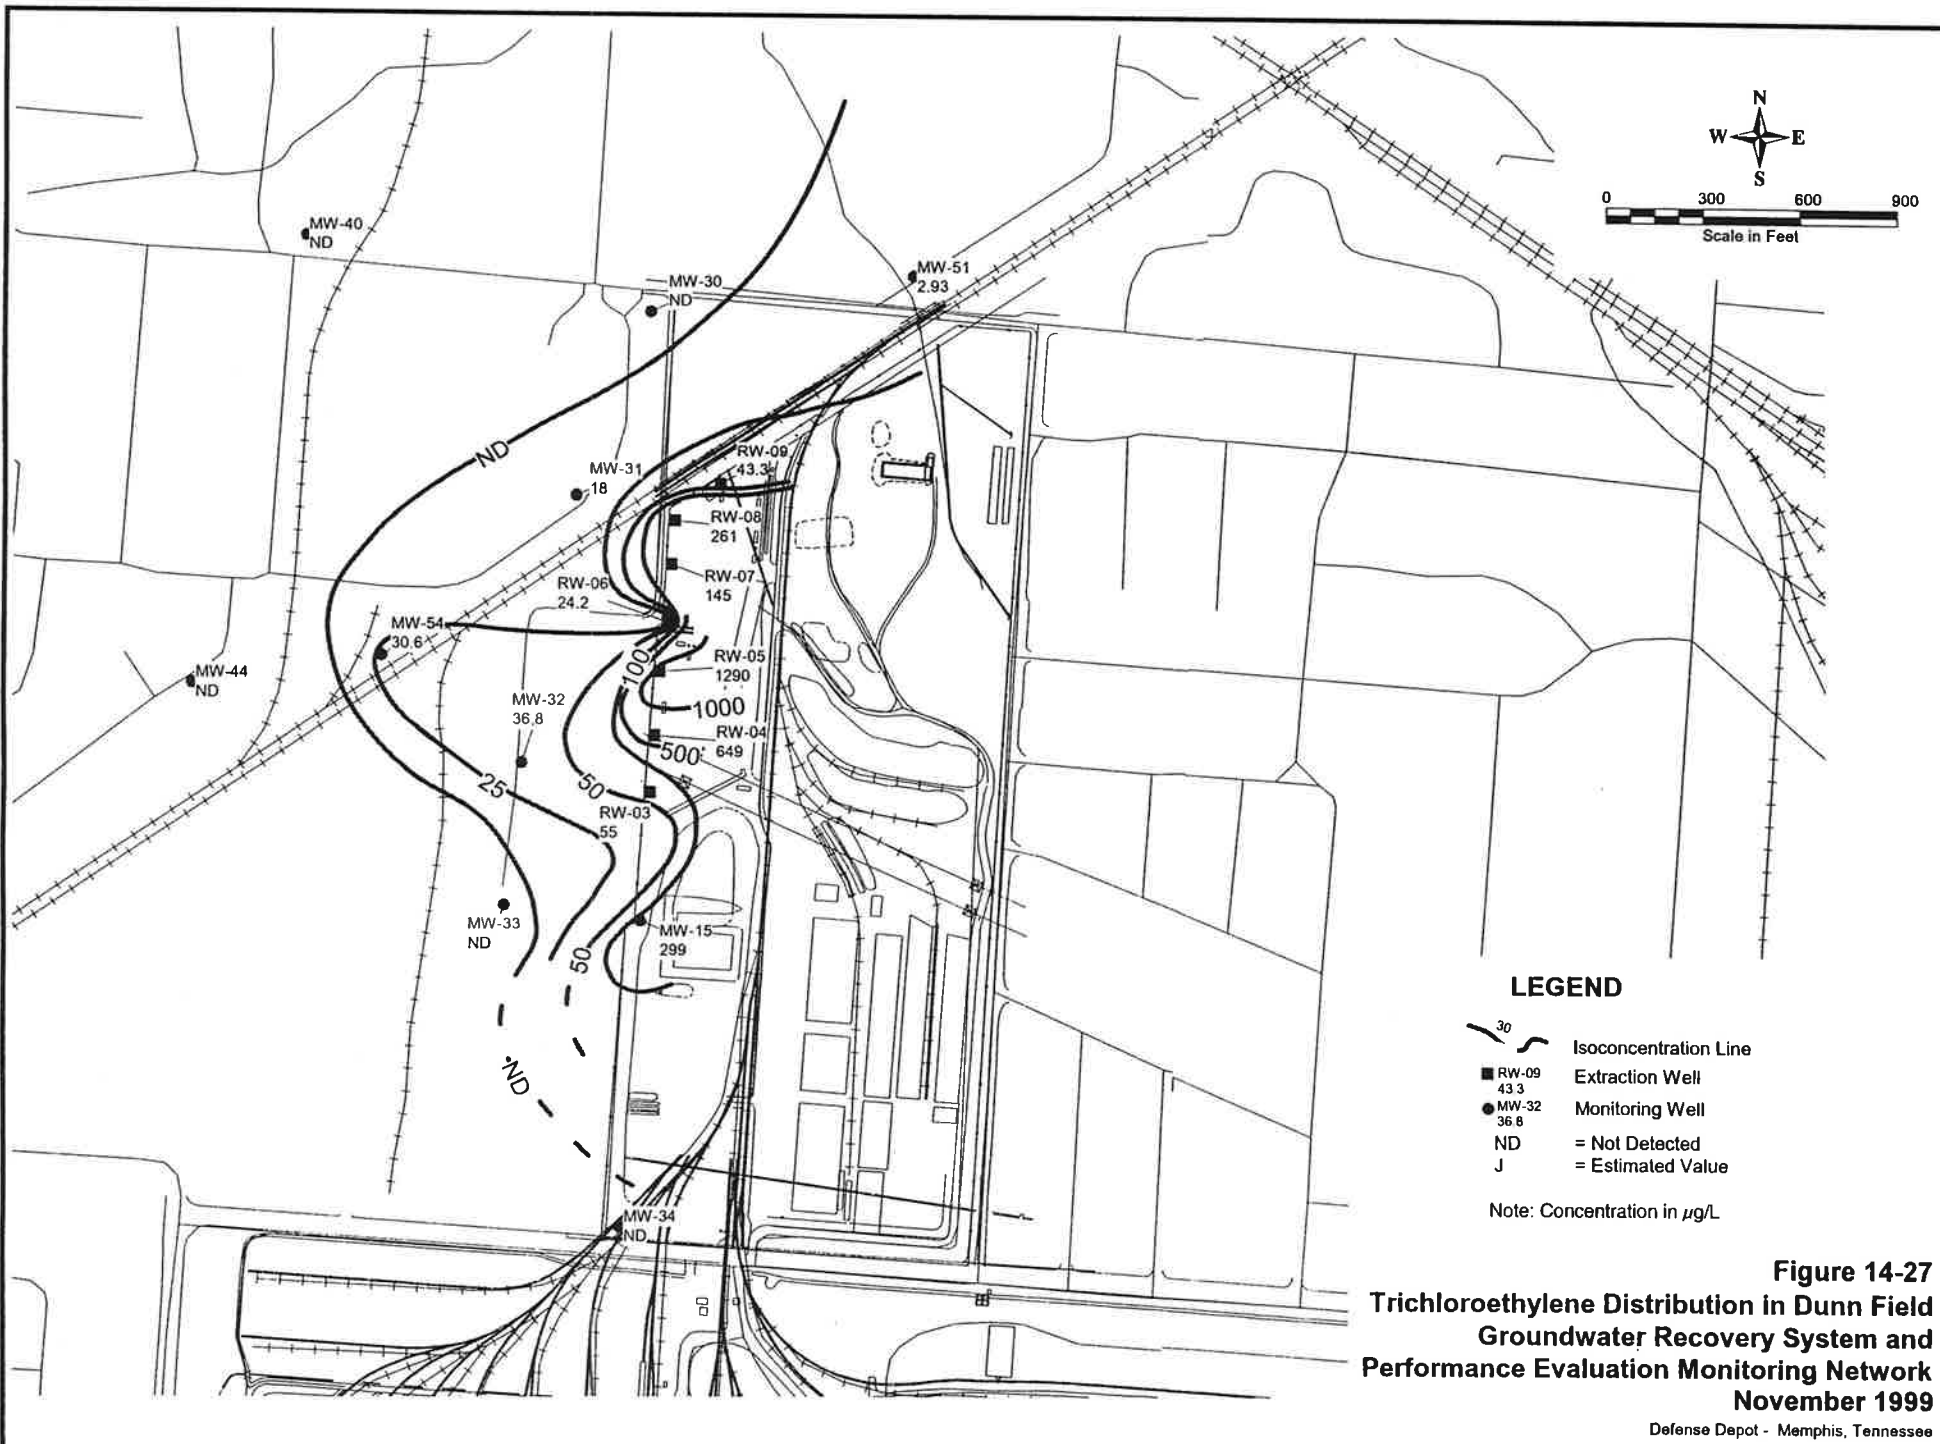 N
W E
S
0 300 600 900
Scale in Feet
MW-40
ND
MW-51
2.93
MW-30
ND
ND
RW-09
43.3
MW-31
18
RW-08
261
RW-07
145
RW-06
24.2
MW-54
30.6
MW-44
ND
100
RW-05
1290
MW-32
36.8
1000
RW-04
649
500
25
50
RW-03
55
MW-33
ND
MW-15
299
50
ND
MW-34
ND
LEGEND
30
Isoconcentration Line
RW-09
43.3
Extraction Well
MW-32
36.8
Monitoring Well
ND = Not Detected
J = Estimated Value
Note: Concentration in µg/L
Figure 14-27
Trichloroethylene Distribution in Dunn Field
Groundwater Recovery System and
Performance Evaluation Monitoring Network
November 1999
Defense Depot - Memphis, Tennessee